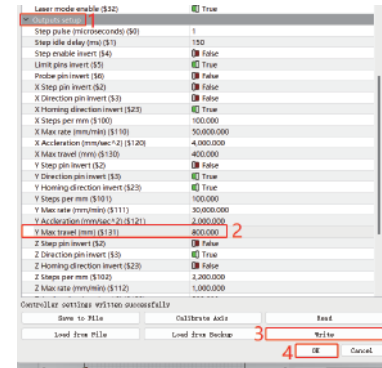 Laser mode enable ($32) True
Outputs setup 1
Step pulse (microseconds) ($0) 1
Step idle delay (ms) ($1) 150
Step enable invert ($4) False
Limit pins invert ($5) True
Probe pin invert ($6) False
X Step pin invert ($2) False
X Direction pin invert ($3) False
X Homing direction invert ($23) True
X Steps per mm ($100) 100.000
X Max rate (mm/min) ($110) 50,000.000
X Accleration (mm/sec^2) ($120) 4,000.000
X Max travel (mm) ($130) 400.000
Y Step pin invert ($2) False
Y Direction pin invert ($3) True
Y Homing direction invert ($23) True
Y Steps per mm ($101) 100.000
Y Max rate (mm/min) ($111) 30,000.000
Y Accleration (mm/sec^2) ($121) 2,000.000
Y Max travel (mm) ($131) 800.000 2
Z Step pin invert ($2) False
Z Direction pin invert ($3) True
Z Homing direction invert ($23) False
Z Steps per mm ($102) 3,200.000
Z Max rate (mm/min) ($112) 1,000.000
Controller settings written successfully
Save to File Calibrate Axis Read
Load from File Load from Backup 3 Write
4 OK Cancel